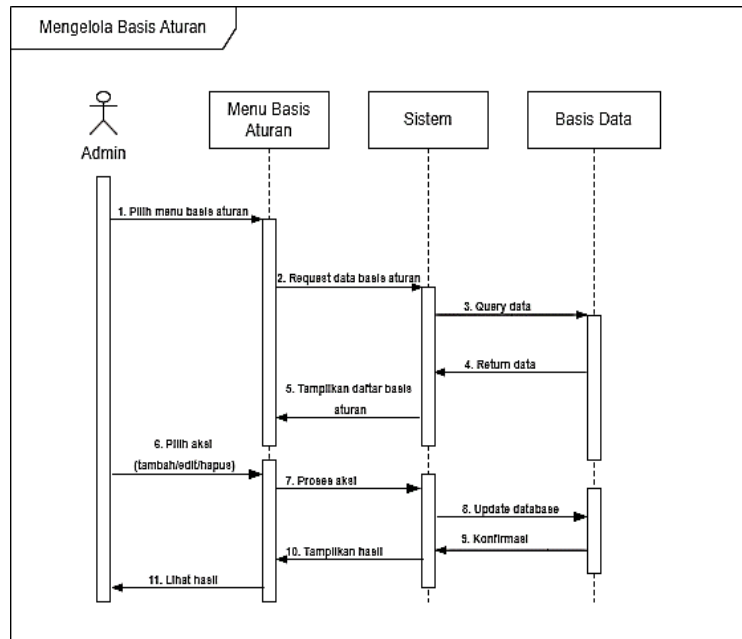 Mengelola Basis Aturan
Menu Basis
Aturan
Sistem
Basis Data
Admin
1. Pilih menu basis aturan
2. Request data basis aturan
3. Query data
4. Return data
5. Tampilkan daftar basis
aturan
6. Pilih aksi
(tambah/edit/hapus)
7. Proses aksi
8. Update database
9. Konfirmasi
10. Tampilkan hasil
11. Lihat hasil